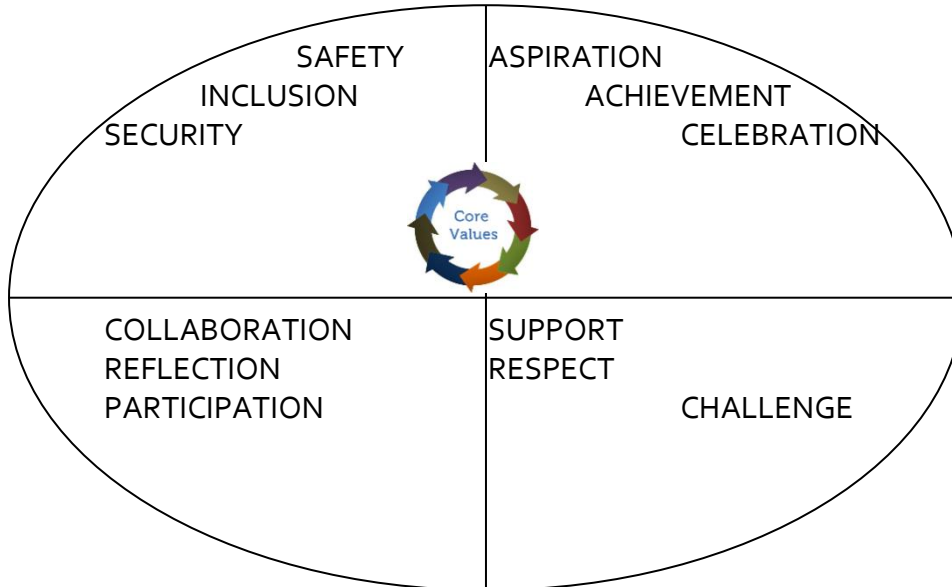 SAFETY
INCLUSION
SECURITY
ASPIRATION
ACHIEVEMENT
CELEBRATION
Core
Values
COLLABORATION
REFLECTION
PARTICIPATION
SUPPORT
RESPECT
CHALLENGE